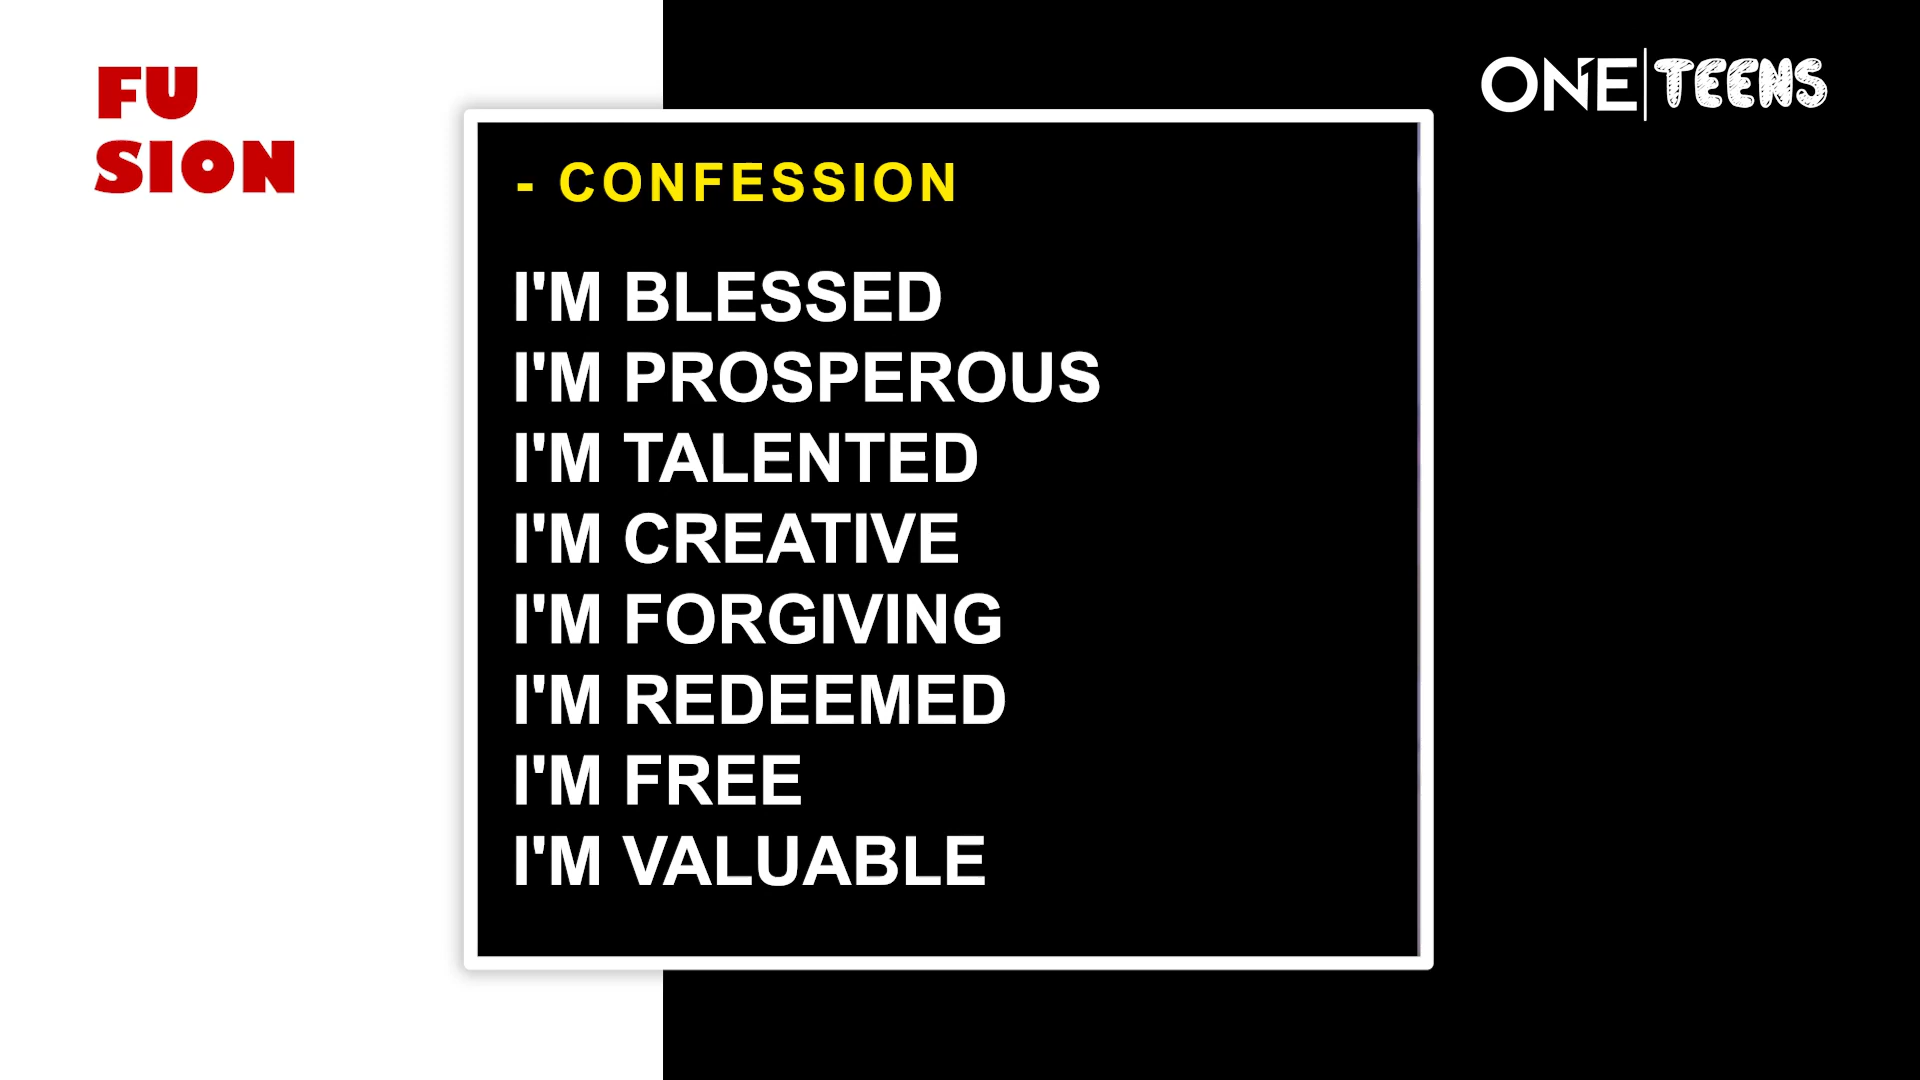 FU
SION
ONE|TEENS
- CONFESSION
I'M BLESSED
I'M PROSPEROUS
I'M TALENTED
I'M CREATIVE
I'M FORGIVING
I'M REDEEMED
I'M FREE
I'M VALUABLE